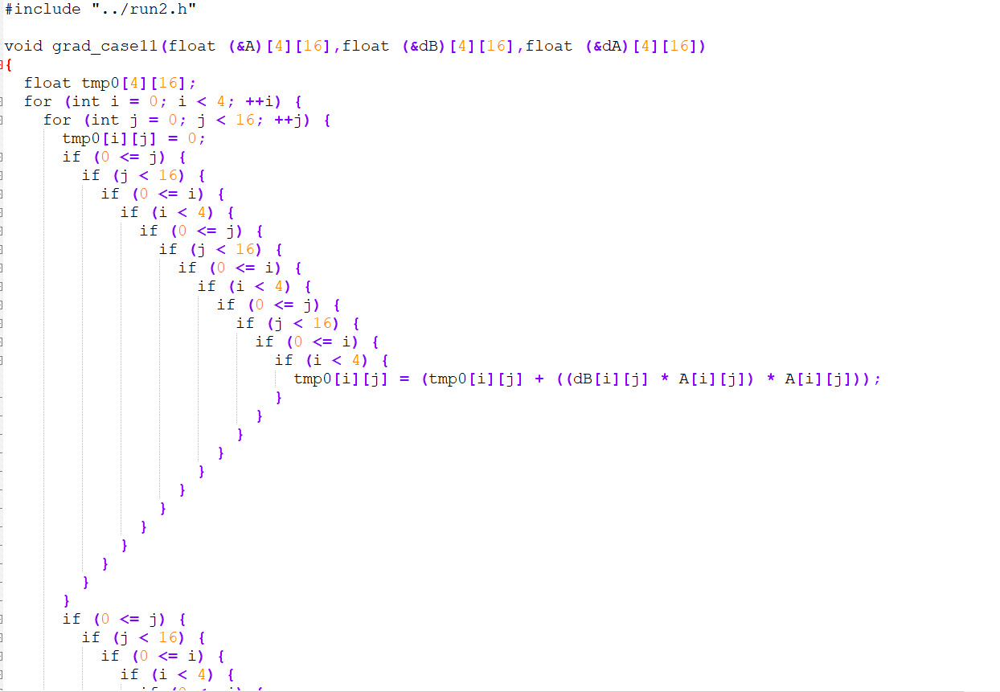 #include "../run2.h"

void grad_case11(float (&A)[4][16],float (&dB)[4][16],float (&dA)[4][16])
{
  float tmp0[4][16];
  for (int i = 0; i < 4; ++i) {
    for (int j = 0; j < 16; ++j) {
      tmp0[i][j] = 0;
      if (0 <= j) {
        if (j < 16) {
          if (0 <= i) {
            if (i < 4) {
              if (0 <= j) {
                if (j < 16) {
                  if (0 <= i) {
                    if (i < 4) {
                      if (0 <= j) {
                        if (j < 16) {
                          if (0 <= i) {
                            if (i < 4) {
                              tmp0[i][j] = (tmp0[i][j] + ((dB[i][j] * A[i][j]) * A[i][j]));
                            }
                          }
                        }
                      }
                    }
                  }
                }
              }
            }
          }
        }
      }
      if (0 <= j) {
        if (j < 16) {
          if (0 <= i) {
            if (i < 4) {